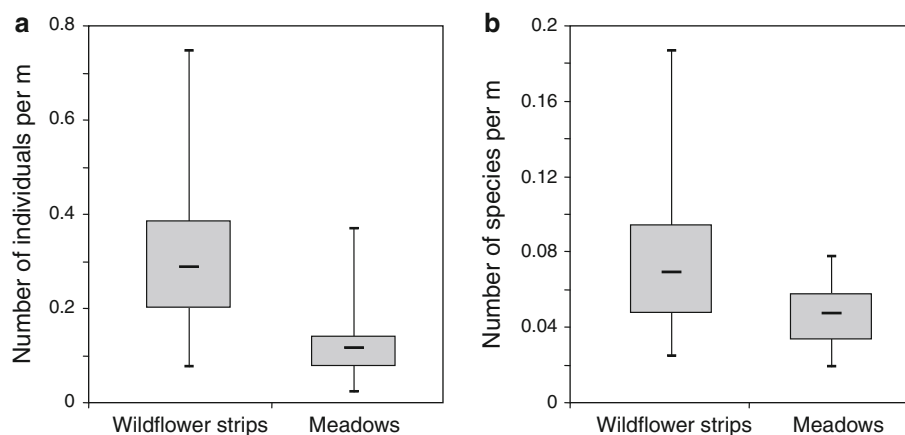 a
Number of individuals per m
0.8
0.6
0.4
0.2
0
Wildflower strips
Meadows
b
Number of species per m
0.2
0.16
0.12
0.08
0.04
0
Wildflower strips
Meadows